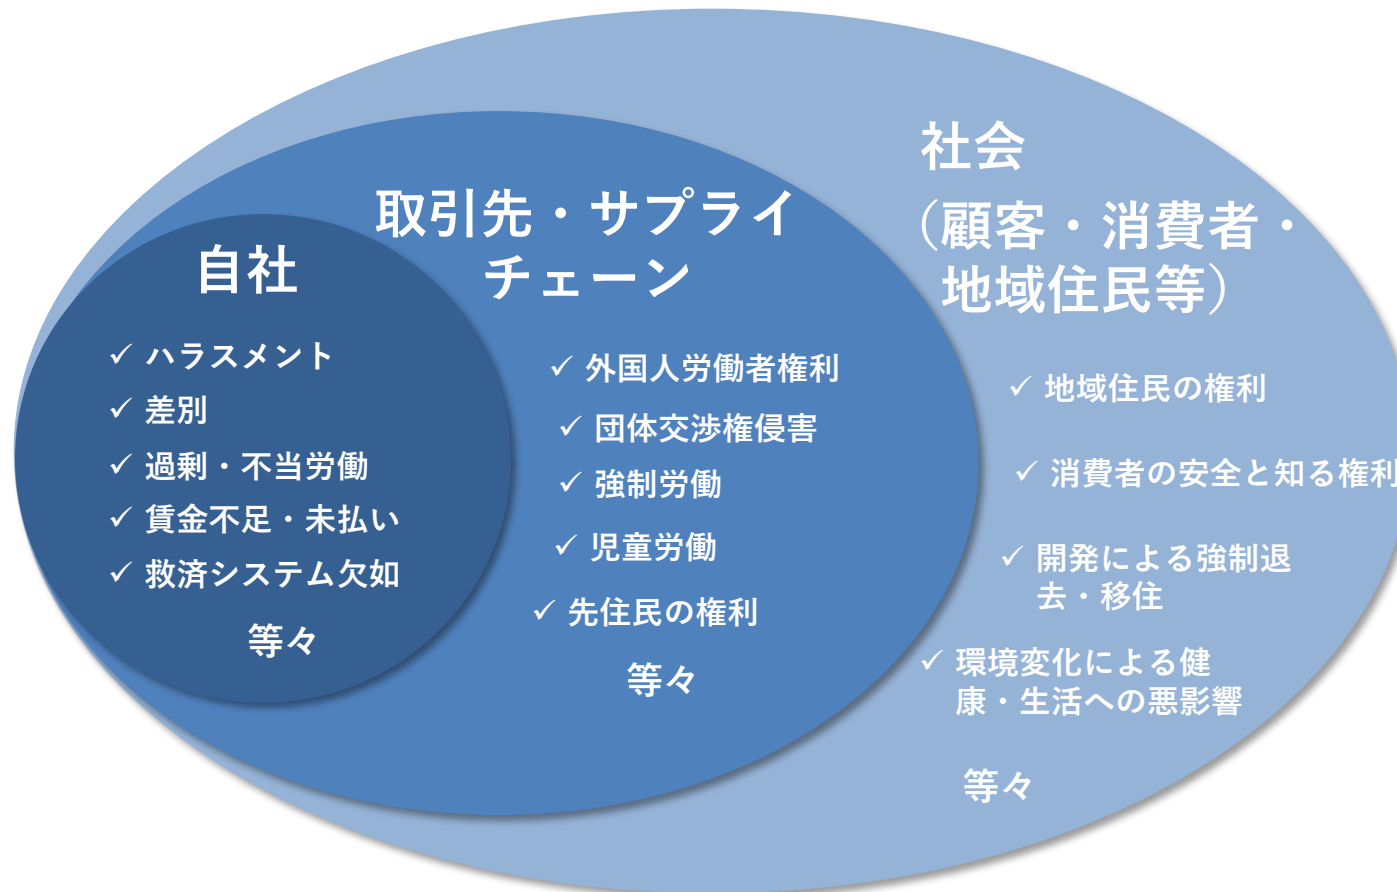 自社
✓ ハラスメント
✓ 差別
✓ 過剰・不当労働
✓ 賃金不足・未払い
✓ 救済システム欠如
等々
取引先・サプライ
チェーン
✓ 外国人労働者権利
✓ 団体交渉権侵害
✓ 強制労働
✓ 児童労働
✓ 先住民の権利
等々
社会
（顧客・消費者・
地域住民等）
✓ 地域住民の権利
✓ 消費者の安全と知る権利
✓ 開発による強制退
去・移住
✓ 環境変化による健
康・生活への悪影響
等々